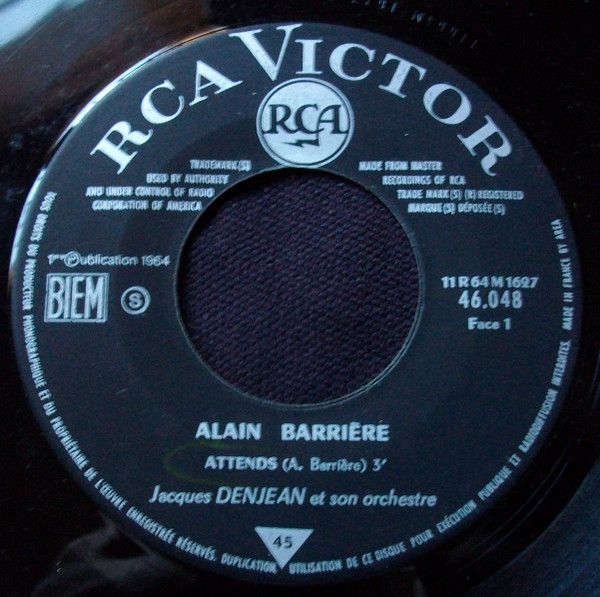 RCA VICTOR
RCA
TRADEMARK(S)
USED BY AUTHORITY
AND UNDER CONTROL OF RADIO
CORPORATION OF AMERICA
MADE FROM MASTER
RECORDINGS OF RCA
TRADE MARK(S) (R) REGISTERED
MARQUE(S) DÉPOSÉE(S)
1ère Ⓟublication 1964
BIEM
S
11 R 64 M 1627
46.048
Face 1
ALAIN BARRIÈRE
ATTENDS (A. Barrière) 3'
Jacques DENJEAN et son orchestre
45
TOUS DROITS DU PRODUCTEUR PHONOGRAPHIQUE ET DU PROPRIÉTAIRE DE L'ŒUVRE ENREGISTRÉE RÉSERVÉS. DUPLICATION, UTILISATION DE CE DISQUE POUR EXÉCUTION PUBLIQUE ET RADIODIFFUSION INTERDITES. MADE IN FRANCE BY AREA